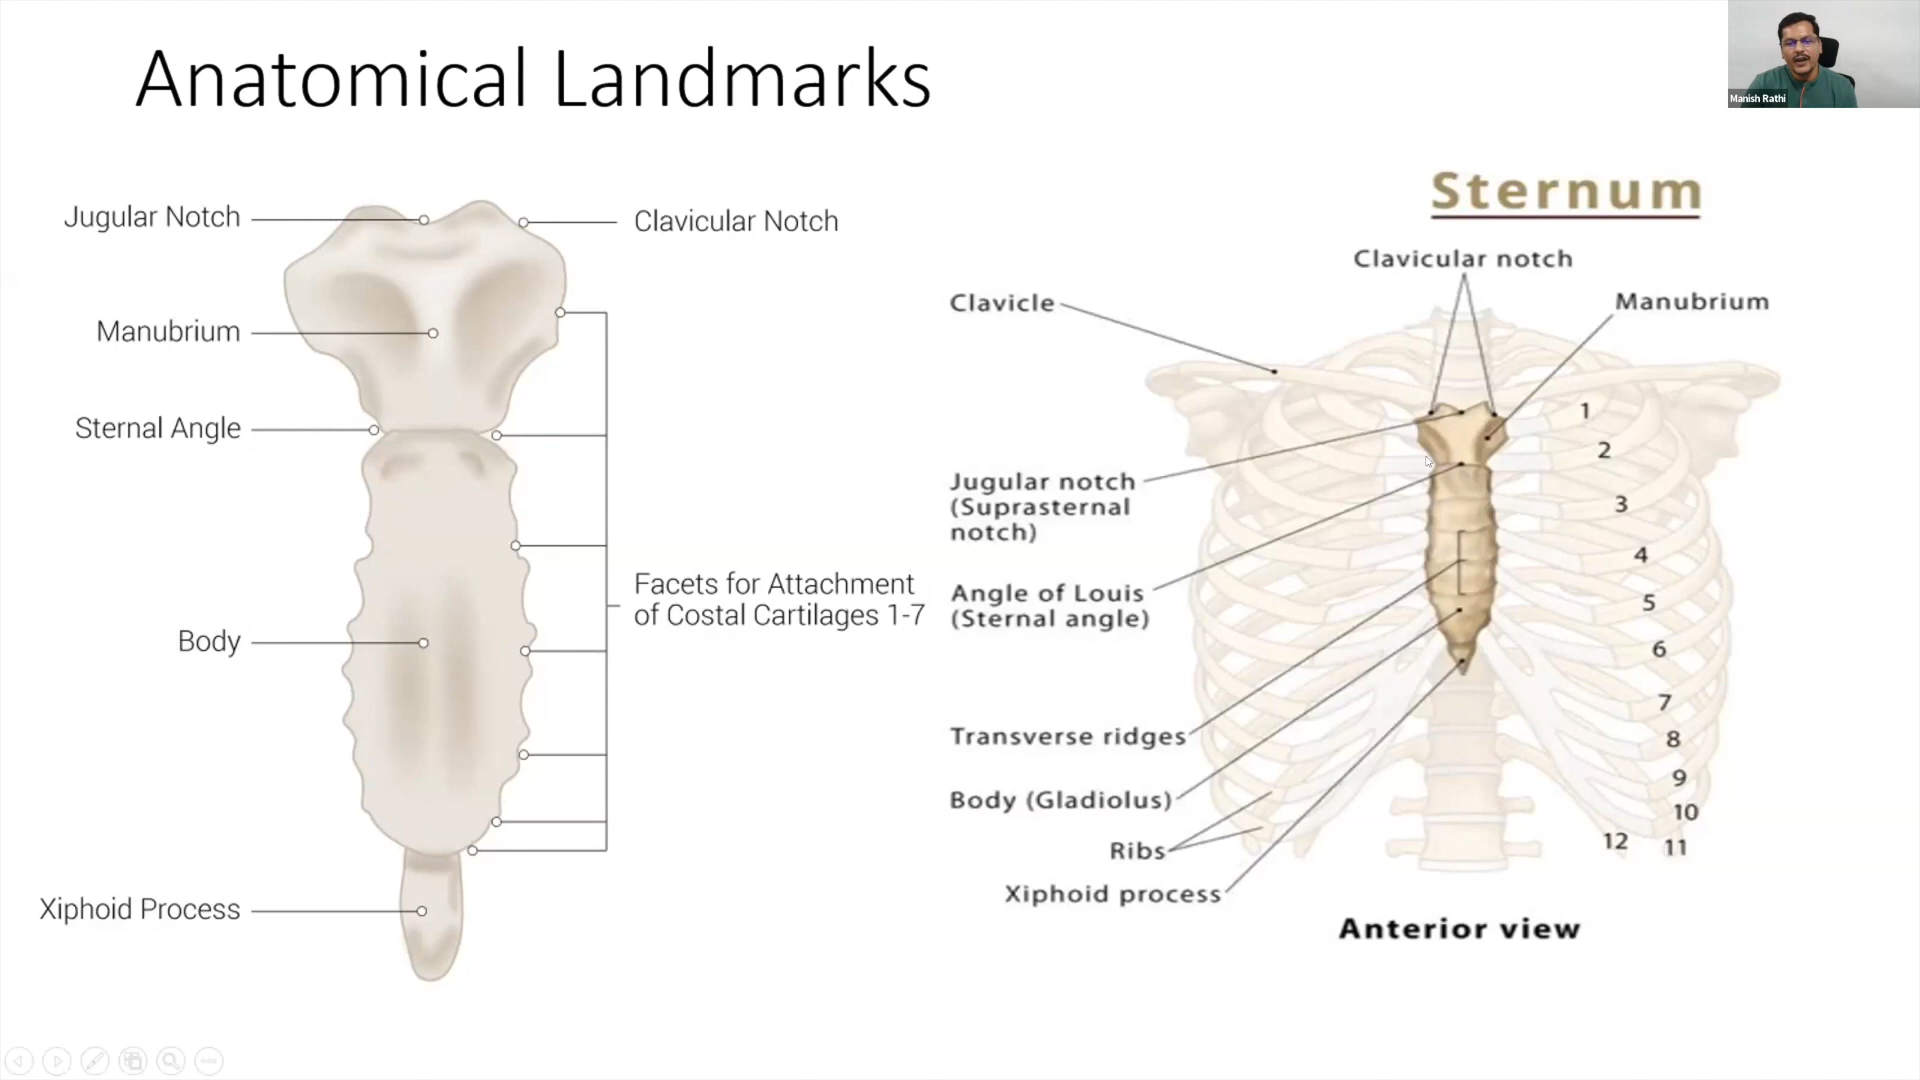 Anatomical Landmarks
Manish Rathi
Jugular Notch
Clavicular Notch
Manubrium
Sternal Angle
Facets for Attachment
of Costal Cartilages 1-7
Body
Xiphoid Process
Sternum
Clavicular notch
Clavicle
Manubrium
1
2
3
4
5
6
7
8
9
10
11
12
Jugular notch
(Suprasternal
notch)
Angle of Louis
(Sternal angle)
Transverse ridges
Body (Gladiolus)
Ribs
Xiphoid process
Anterior view